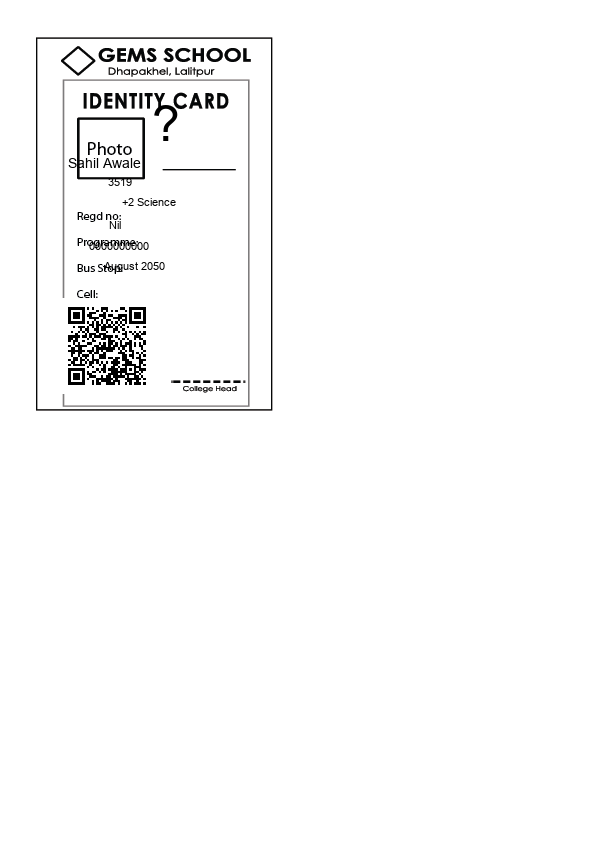 GEMS SCHOOL
Dhapakhel, Lalitpur
IDENTITY CARD
?
Photo
Sahil Awale
3519
+2 Science
Regd no:
Nil
Programme:
0000000000
Bus Stop:
August 2050
Cell:
College Head